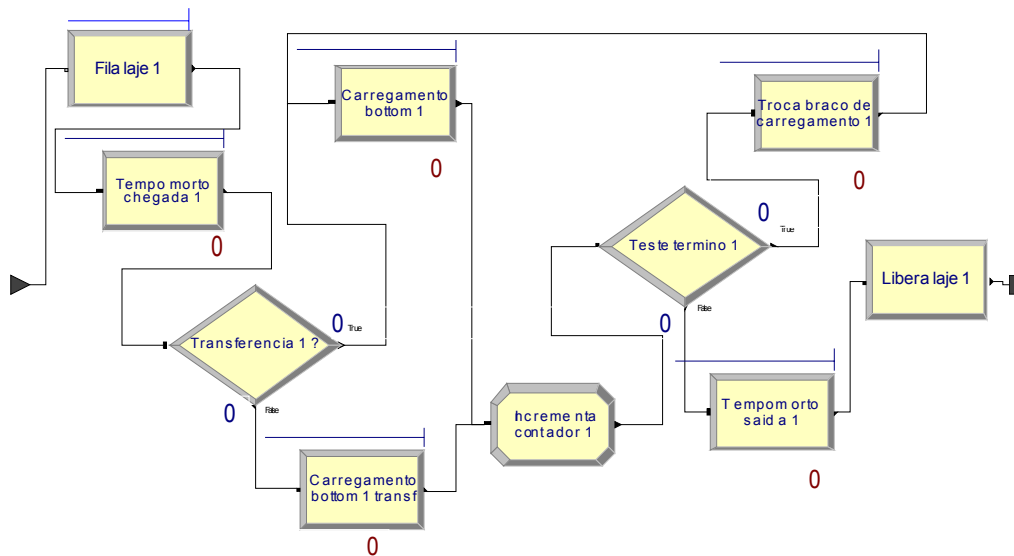 Fila laje 1
Tempo morto
chegada 1
0
Transferencia 1 ?
0
True
0
False
Carregamento
bottom 1
0
Carregamento
bottom 1 transf
0
Incrementa
contador 1
Teste termino 1
0
True
0
False
Troca braco de
carregamento 1
0
Tempo morto
saida 1
0
Libera laje 1